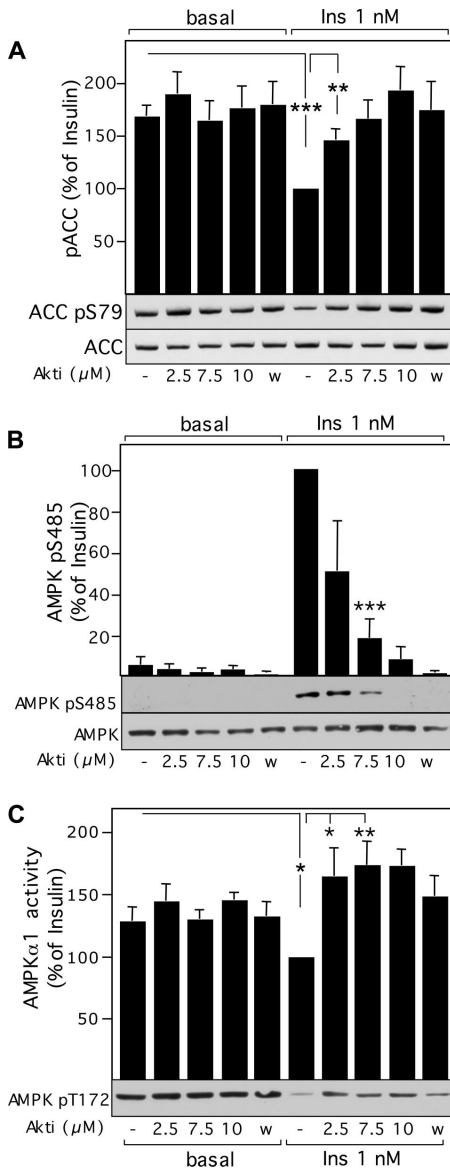 basal Ins 1 nM
A
*** **
pACC (% of Insulin)
200
150
100
50
ACC pS79
ACC
Akti (µM) - 2.5 7.5 10 w - 2.5 7.5 10 w
B
basal Ins 1 nM
AMPK pS485
(% of Insulin)
100
80
60
40
20
***
AMPK pS485
AMPK
Akti (µM) - 2.5 7.5 10 w - 2.5 7.5 10 w
C
* * **
AMPKα1 activity
(% of Insulin)
200
150
100
50
AMPK pT172
Akti (µM) - 2.5 7.5 10 w - 2.5 7.5 10 w
basal Ins 1 nM